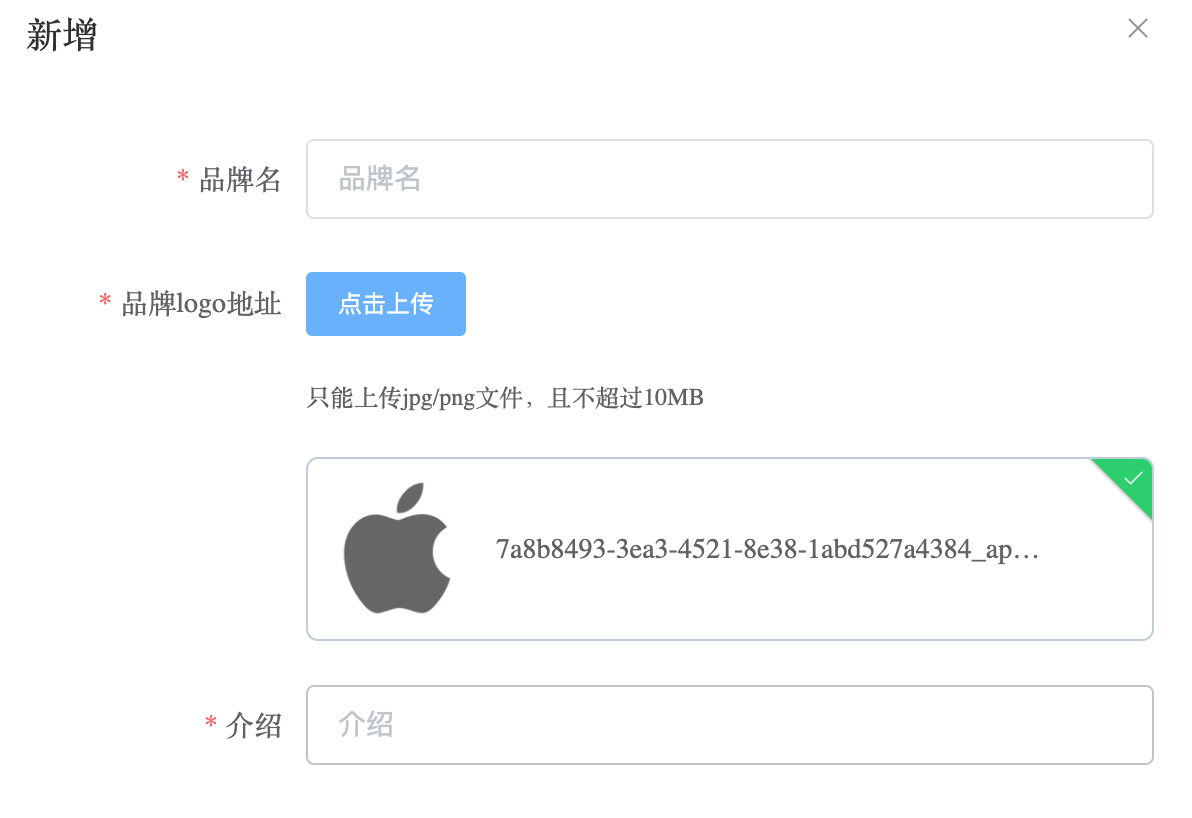 新增
* 品牌名
品牌名
* 品牌logo地址
点击上传
只能上传jpg/png文件，且不超过10MB
7a8b8493-3ea3-4521-8e38-1abd527a4384_ap…
* 介绍
介绍